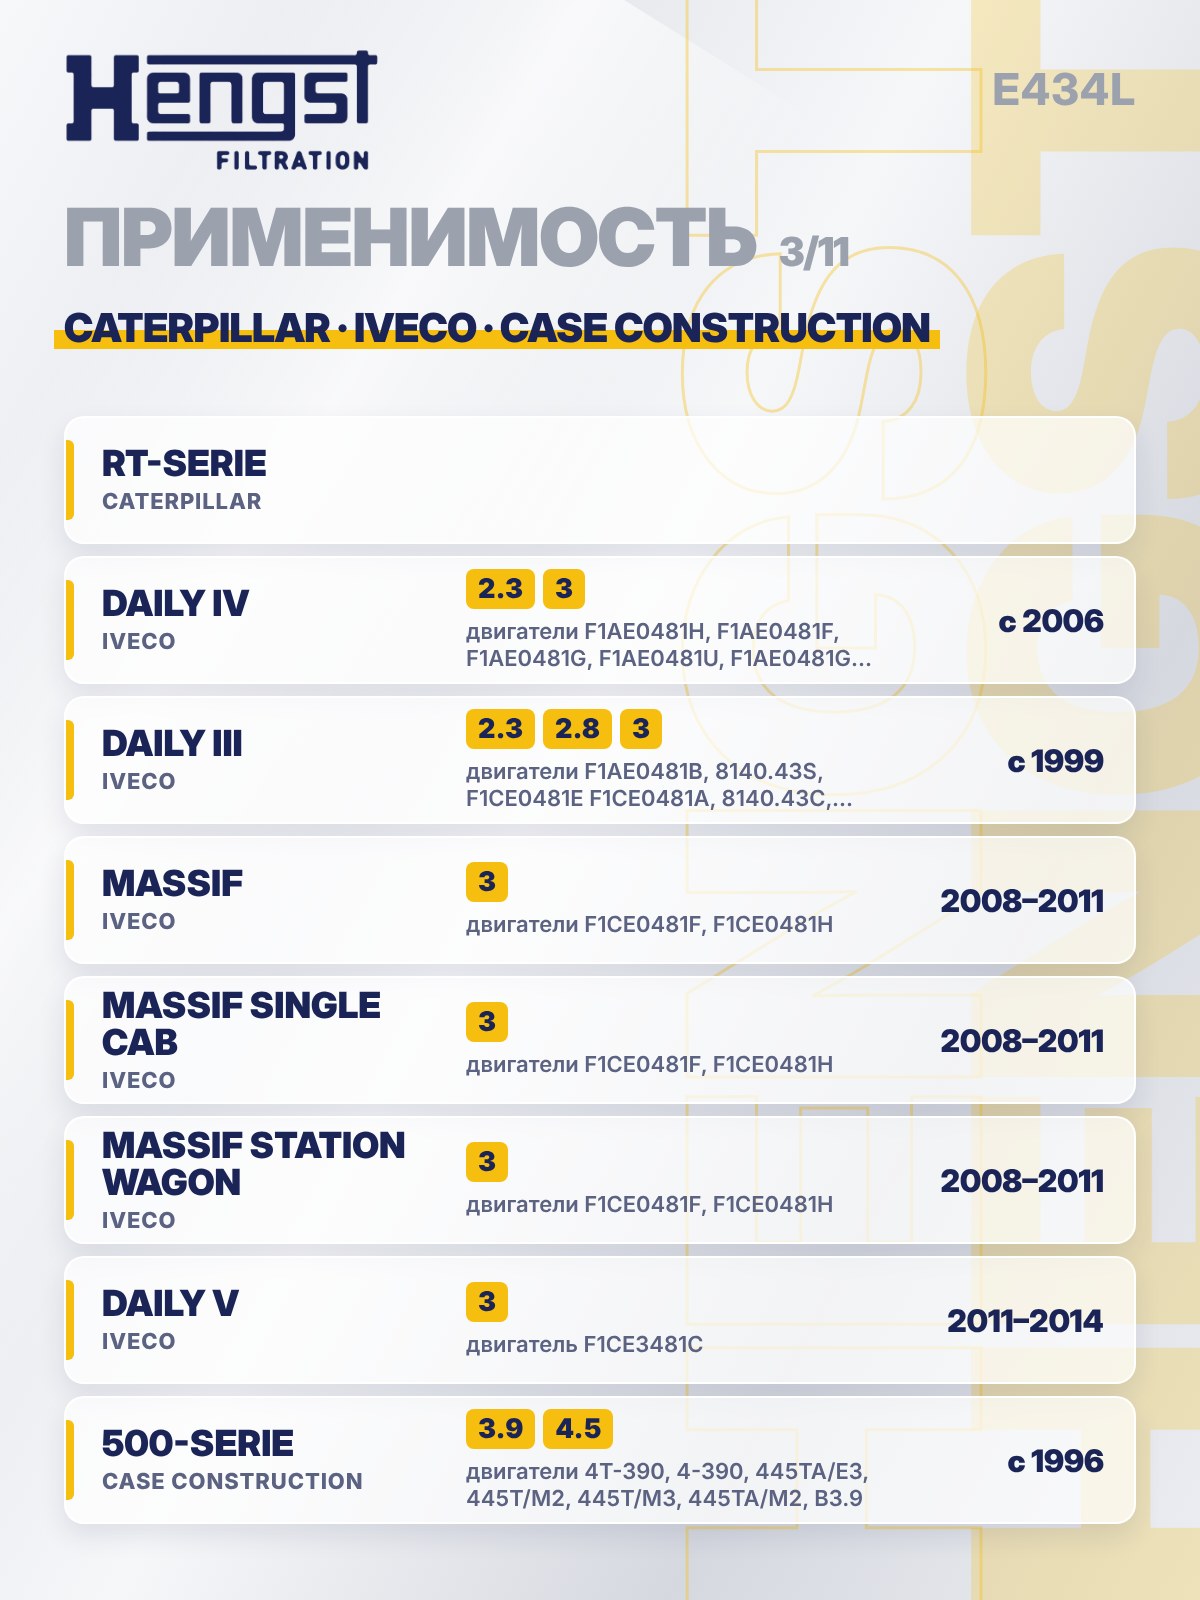 Hengst
FILTRATION
E434L
ПРИМЕНИМОСТЬ 3/11
CATERPILLAR · IVECO · CASE CONSTRUCTION
RT-SERIE
CATERPILLAR
DAILY IV
IVECO
2.3 3
двигатели F1AE0481H, F1AE0481F,
F1AE0481G, F1AE0481U, F1AE0481G...
с 2006
DAILY III
IVECO
2.3 2.8 3
двигатели F1AE0481B, 8140.43S,
F1CE0481E F1CE0481A, 8140.43C,...
с 1999
MASSIF
IVECO
3
двигатели F1CE0481F, F1CE0481H
2008–2011
MASSIF SINGLE
CAB
IVECO
3
двигатели F1CE0481F, F1CE0481H
2008–2011
MASSIF STATION
WAGON
IVECO
3
двигатели F1CE0481F, F1CE0481H
2008–2011
DAILY V
IVECO
3
двигатель F1CE3481C
2011–2014
500-SERIE
CASE CONSTRUCTION
3.9 4.5
двигатели 4T-390, 4-390, 445TA/E3,
445T/M2, 445T/M3, 445TA/M2, B3.9
с 1996
HENGST
HENGST